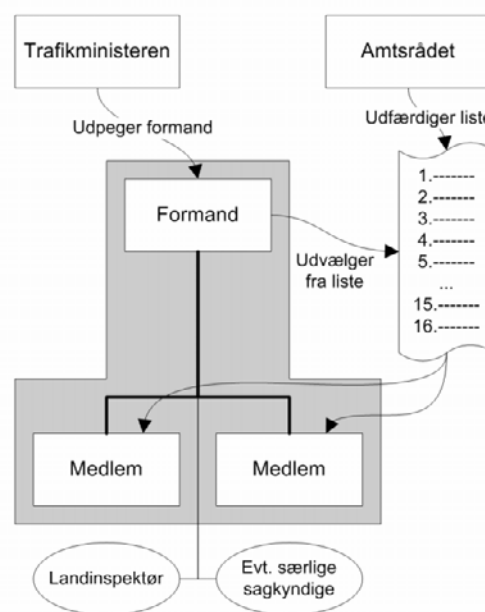 Trafikministeren
Amtsrådet
Udpeger formand
Udfærdiger liste
Formand
1.-------
2.-------
3.-------
4.-------
5.-------
...
15.-------
16.-------
Udvælger
fra liste
Medlem
Medlem
Landinspektør
Evt. særlige
sagkyndige